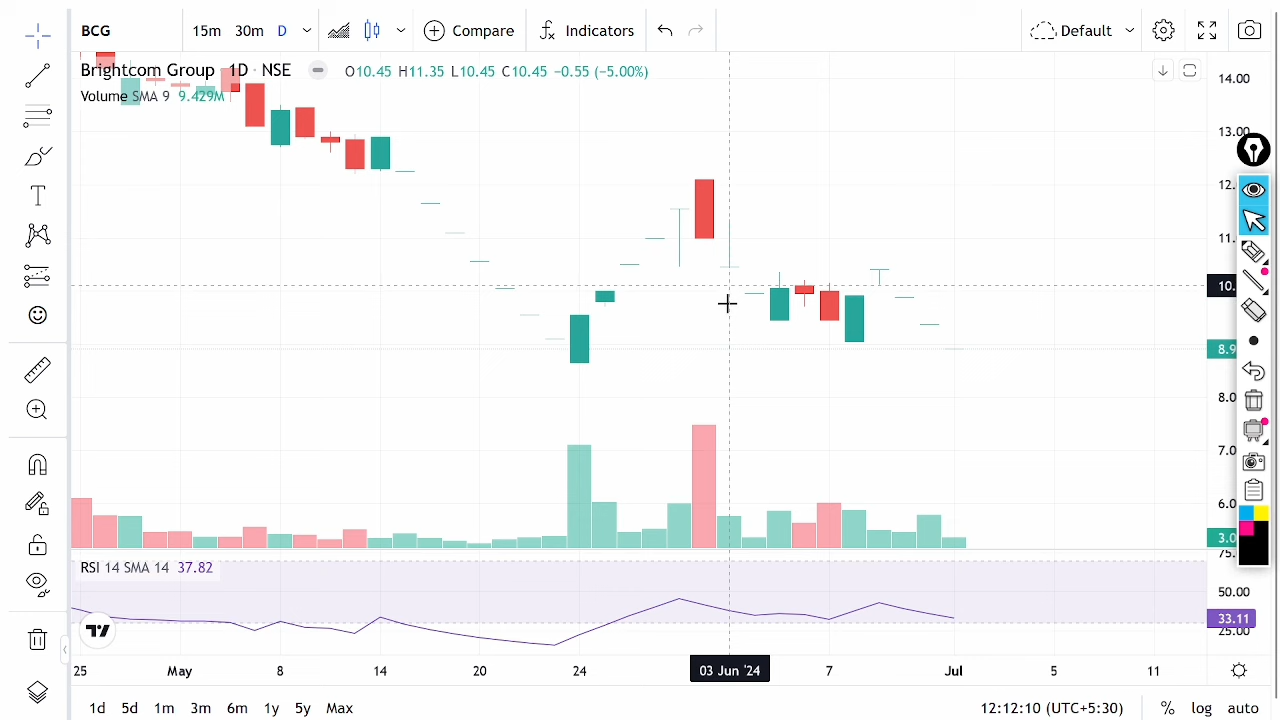 BCG 15m 30m D Compare Indicators Default
Brightcom Group 1D · NSE O10.45 H11.35 L10.45 C10.45 −0.55 (−5.00%)
Volume SMA 9 9.429M
14.00
13.00
12.
11.
10.
8.9
8.0
7.0
6.0
3.0
75.
RSI 14 SMA 14 37.82
50.00
33.11
25.00
25 May 8 14 20 24 03 Jun '24 7 Jul 5 11
1d 5d 1m 3m 6m 1y 5y Max 12:12:10 (UTC+5:30) % log auto